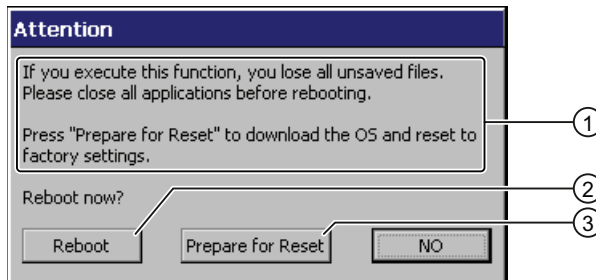 Attention
If you execute this function, you lose all unsaved files.
Please close all applications before rebooting.
Press "Prepare for Reset" to download the OS and reset to
factory settings.
1
Reboot now?
2
3
Reboot
Prepare for Reset
NO